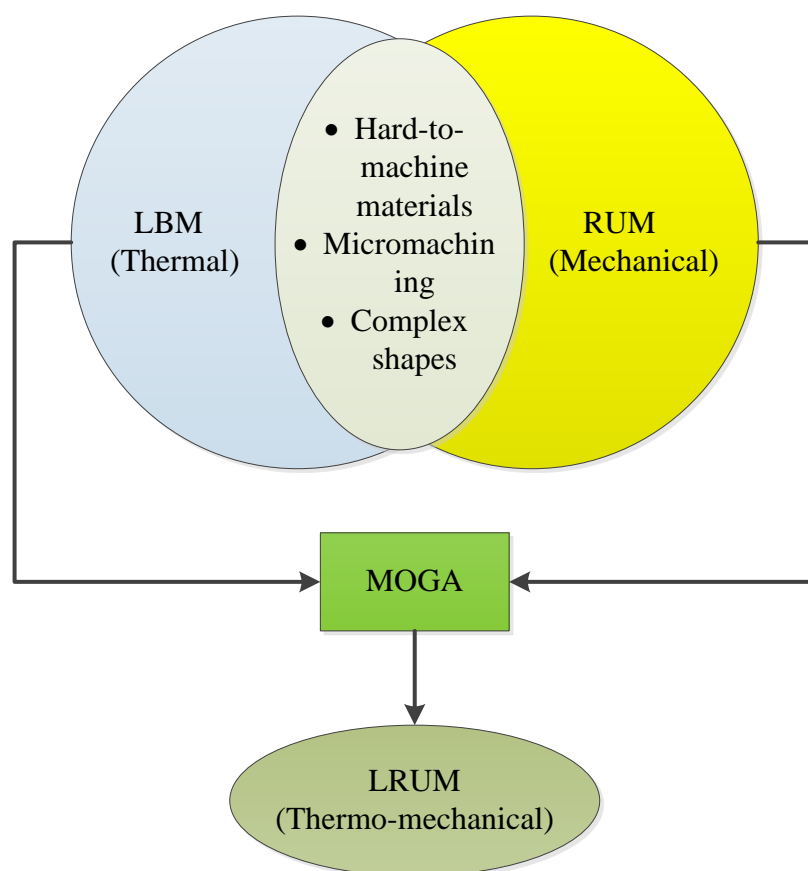 LBM
(Thermal)
• Hard-to-
machine
materials
• Micromachin
ing
• Complex
shapes
RUM
(Mechanical)
MOGA
LRUM
(Thermo-mechanical)